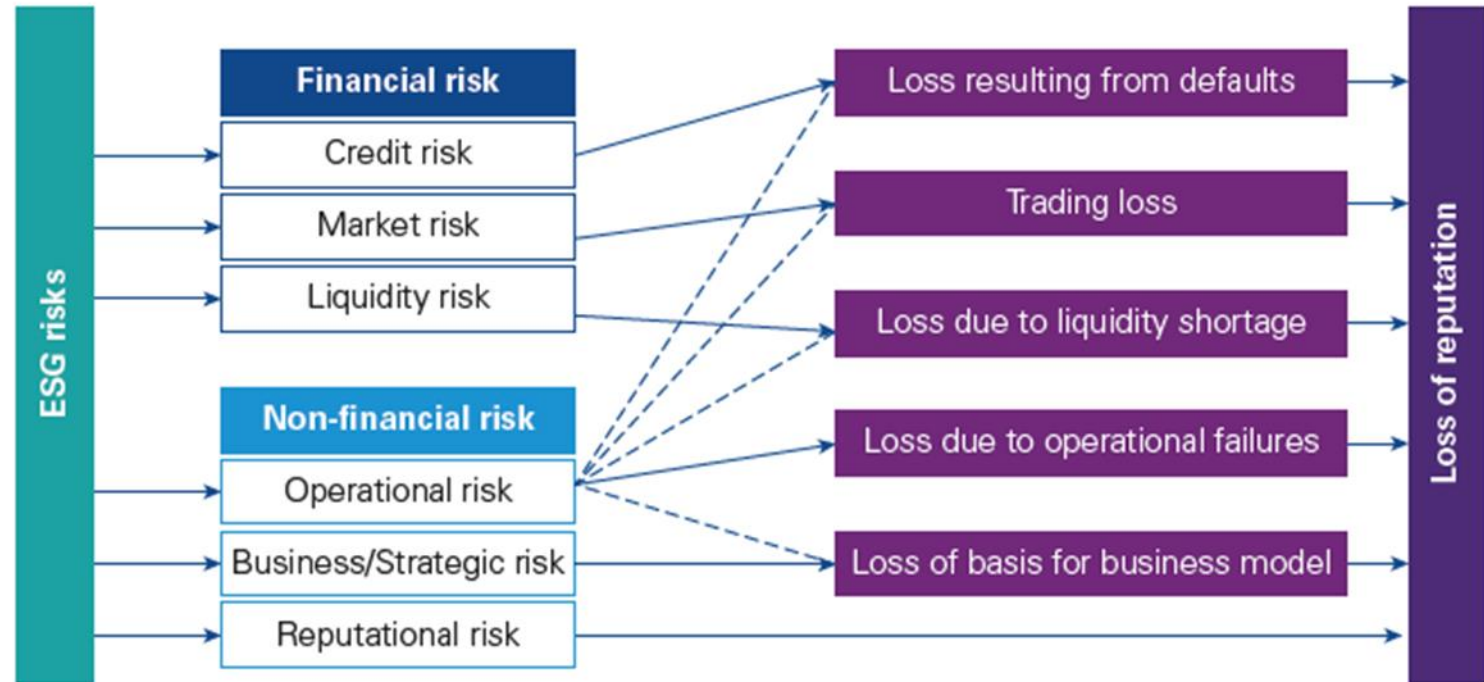 ESG risks
Financial risk
Credit risk
Market risk
Liquidity risk
Non-financial risk
Operational risk
Business/Strategic risk
Reputational risk
Loss resulting from defaults
Trading loss
Loss due to liquidity shortage
Loss due to operational failures
Loss of basis for business model
Loss of reputation